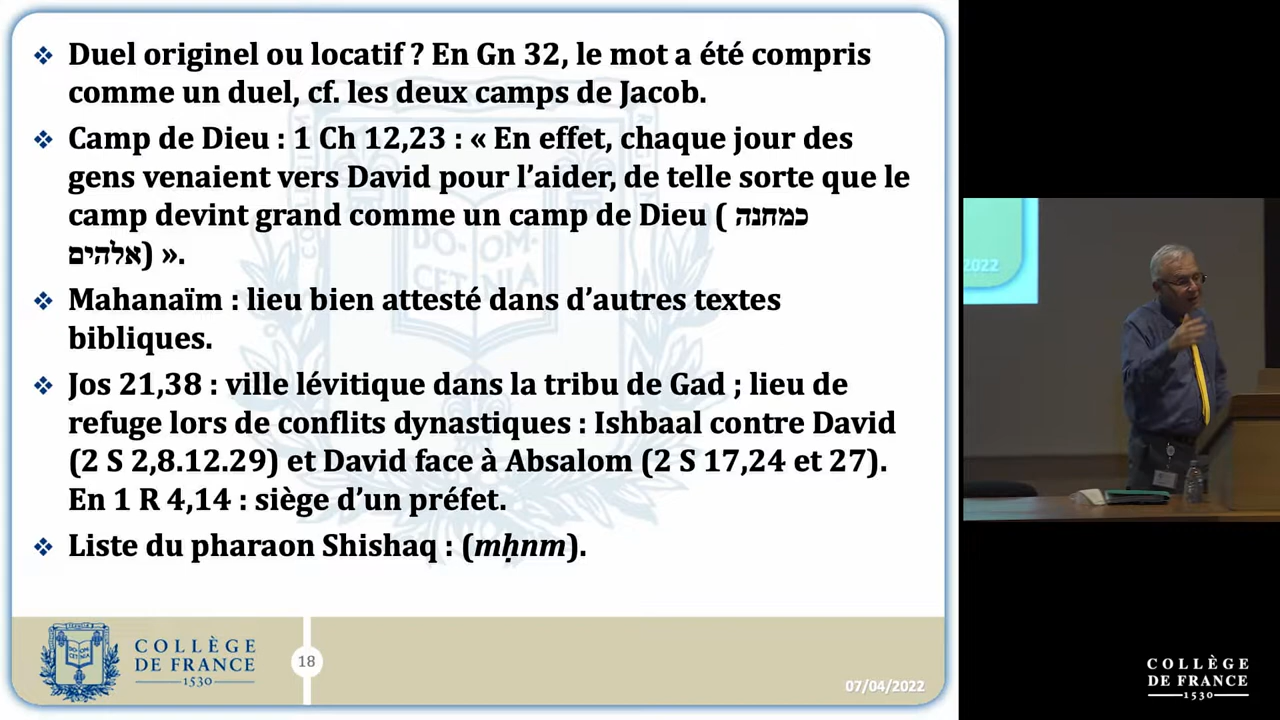 ❖ Duel originel ou locatif ? En Gn 32, le mot a été compris
comme un duel, cf. les deux camps de Jacob.
❖ Camp de Dieu : 1 Ch 12,23 : « En effet, chaque jour des
gens venaient vers David pour l’aider, de telle sorte que le
camp devint grand comme un camp de Dieu ( כמחנה
אלהים) ».
❖ Mahanaïm : lieu bien attesté dans d’autres textes
bibliques.
❖ Jos 21,38 : ville lévitique dans la tribu de Gad ; lieu de
refuge lors de conflits dynastiques : Ishbaal contre David
(2 S 2,8.12.29) et David face à Absalom (2 S 17,24 et 27).
En 1 R 4,14 : siège d’un préfet.
❖ Liste du pharaon Shishaq : (mḥnm).
DO- OM-
CET NIA
COLLÈGE
DE FRANCE
1530
18
07/04/2022
2022
COLLÈGE
DE FRANCE
1530